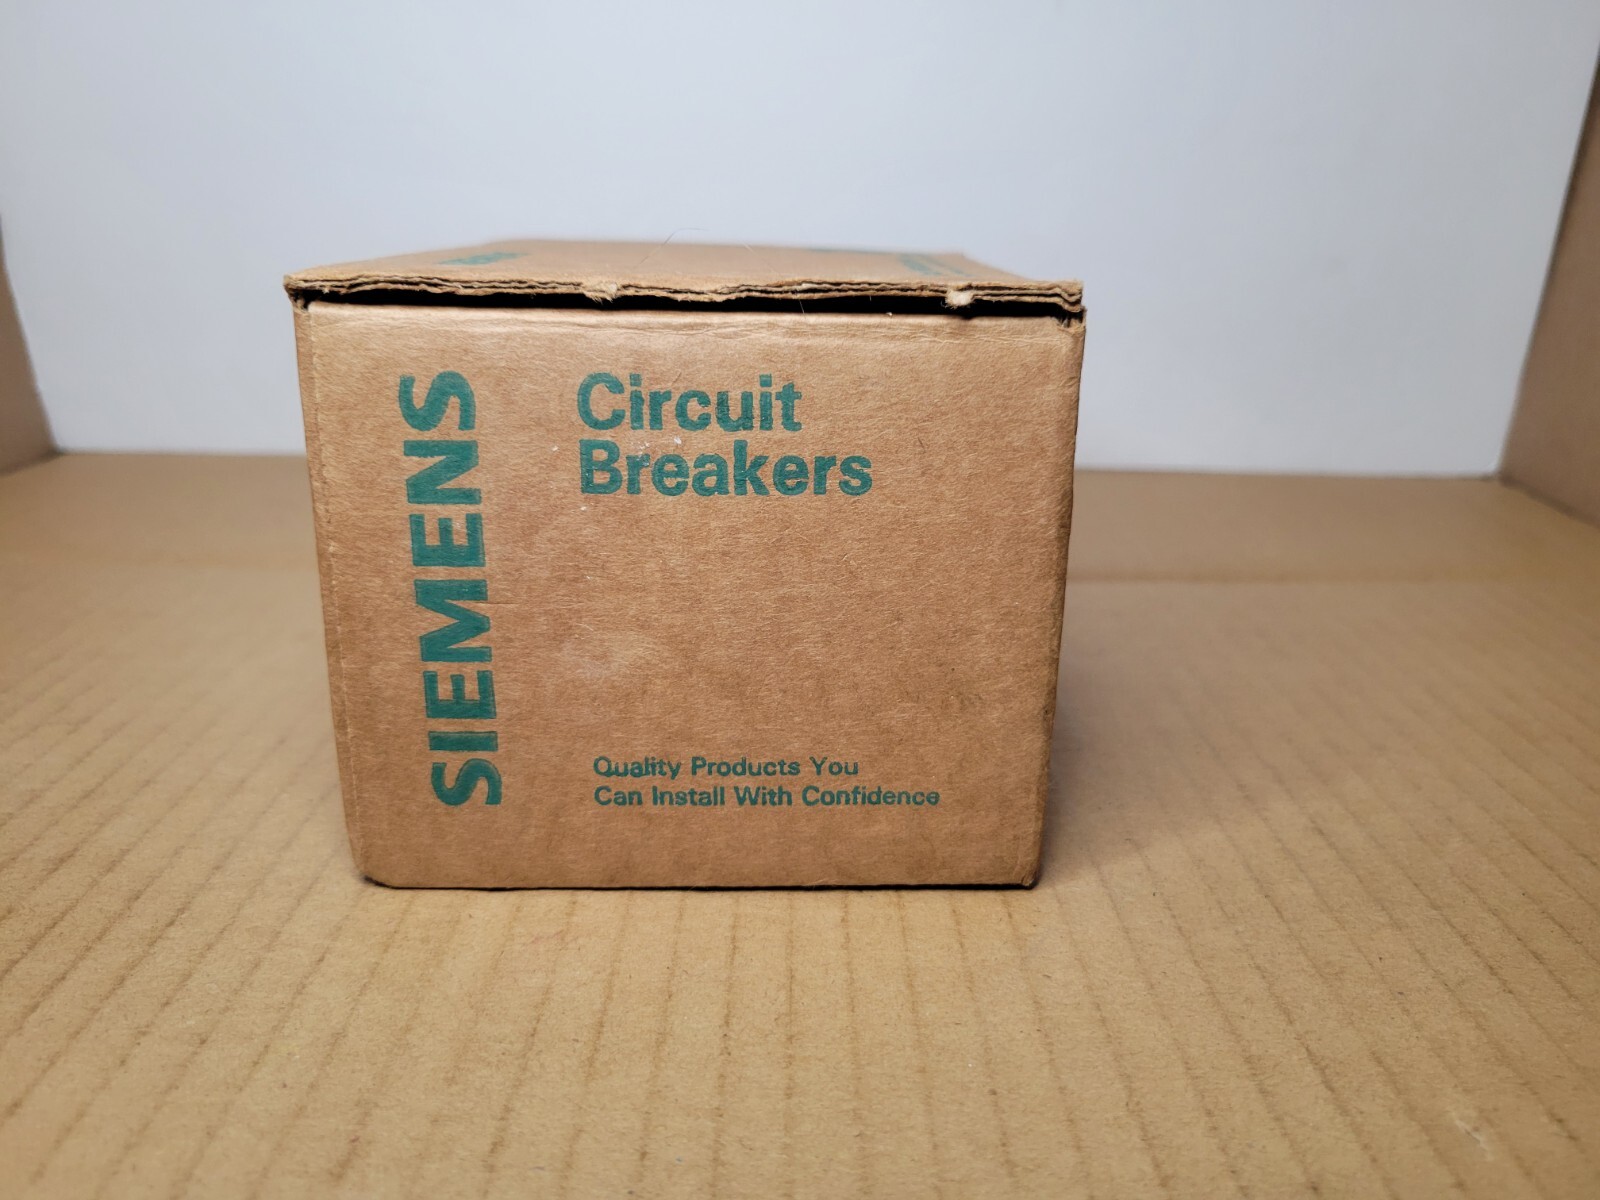 SIEMENS
Circuit
Breakers
Quality Products You
Can Install With Confidence